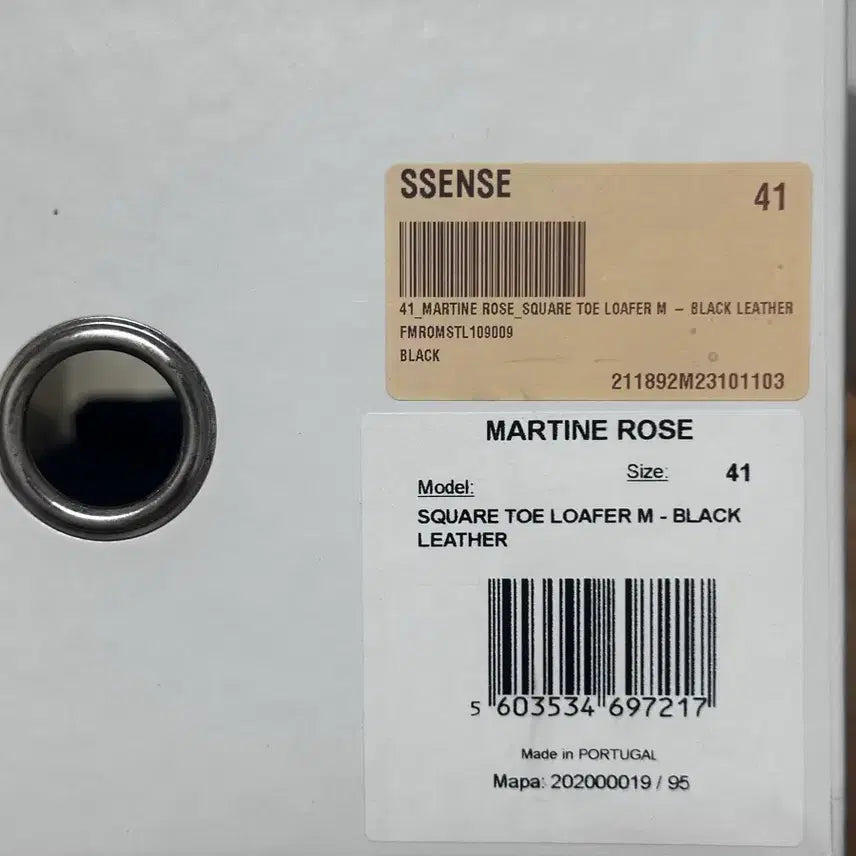 SSENSE
41
41_MARTINE ROSE_SQUARE TOE LOAFER M – BLACK LEATHER
FMROMSTL109009
BLACK
211892M23101103
MARTINE ROSE
Size: 41
Model:
SQUARE TOE LOAFER M - BLACK
LEATHER
5 603534 697217
Made in PORTUGAL
Mapa: 202000019 / 95